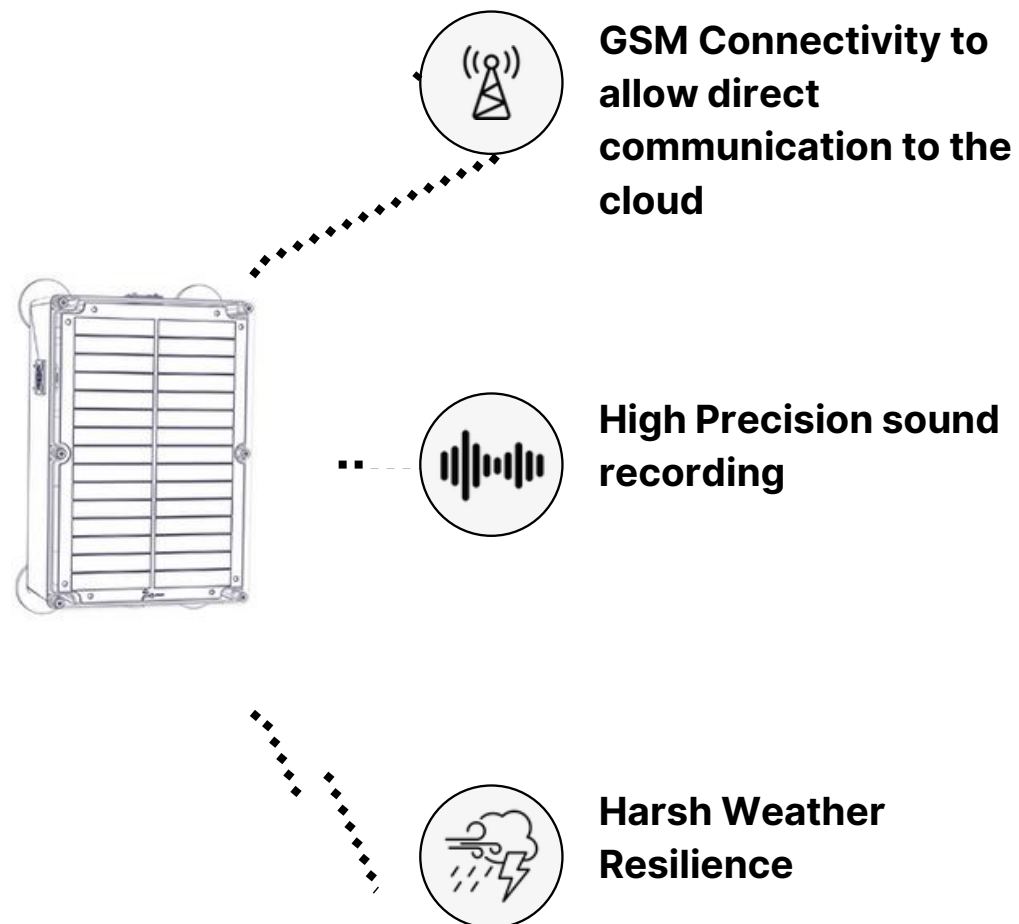 GSM Connectivity to
allow direct
communication to the
cloud
High Precision sound
recording
Harsh Weather
Resilience